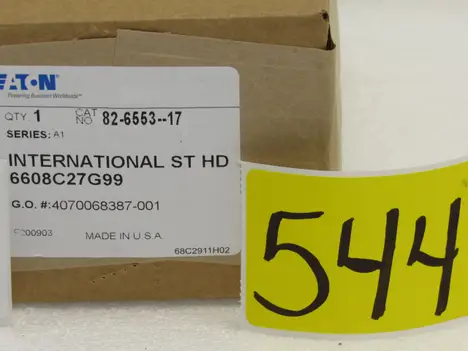 EATON
Powering Business Worldwide
QTY. 1 CAT NO. 82-6553--17
SERIES: A1
INTERNATIONAL ST HD
6608C27G99
G.O. #:4070068387-001
MADE IN U.S.A
68C2911H02
544